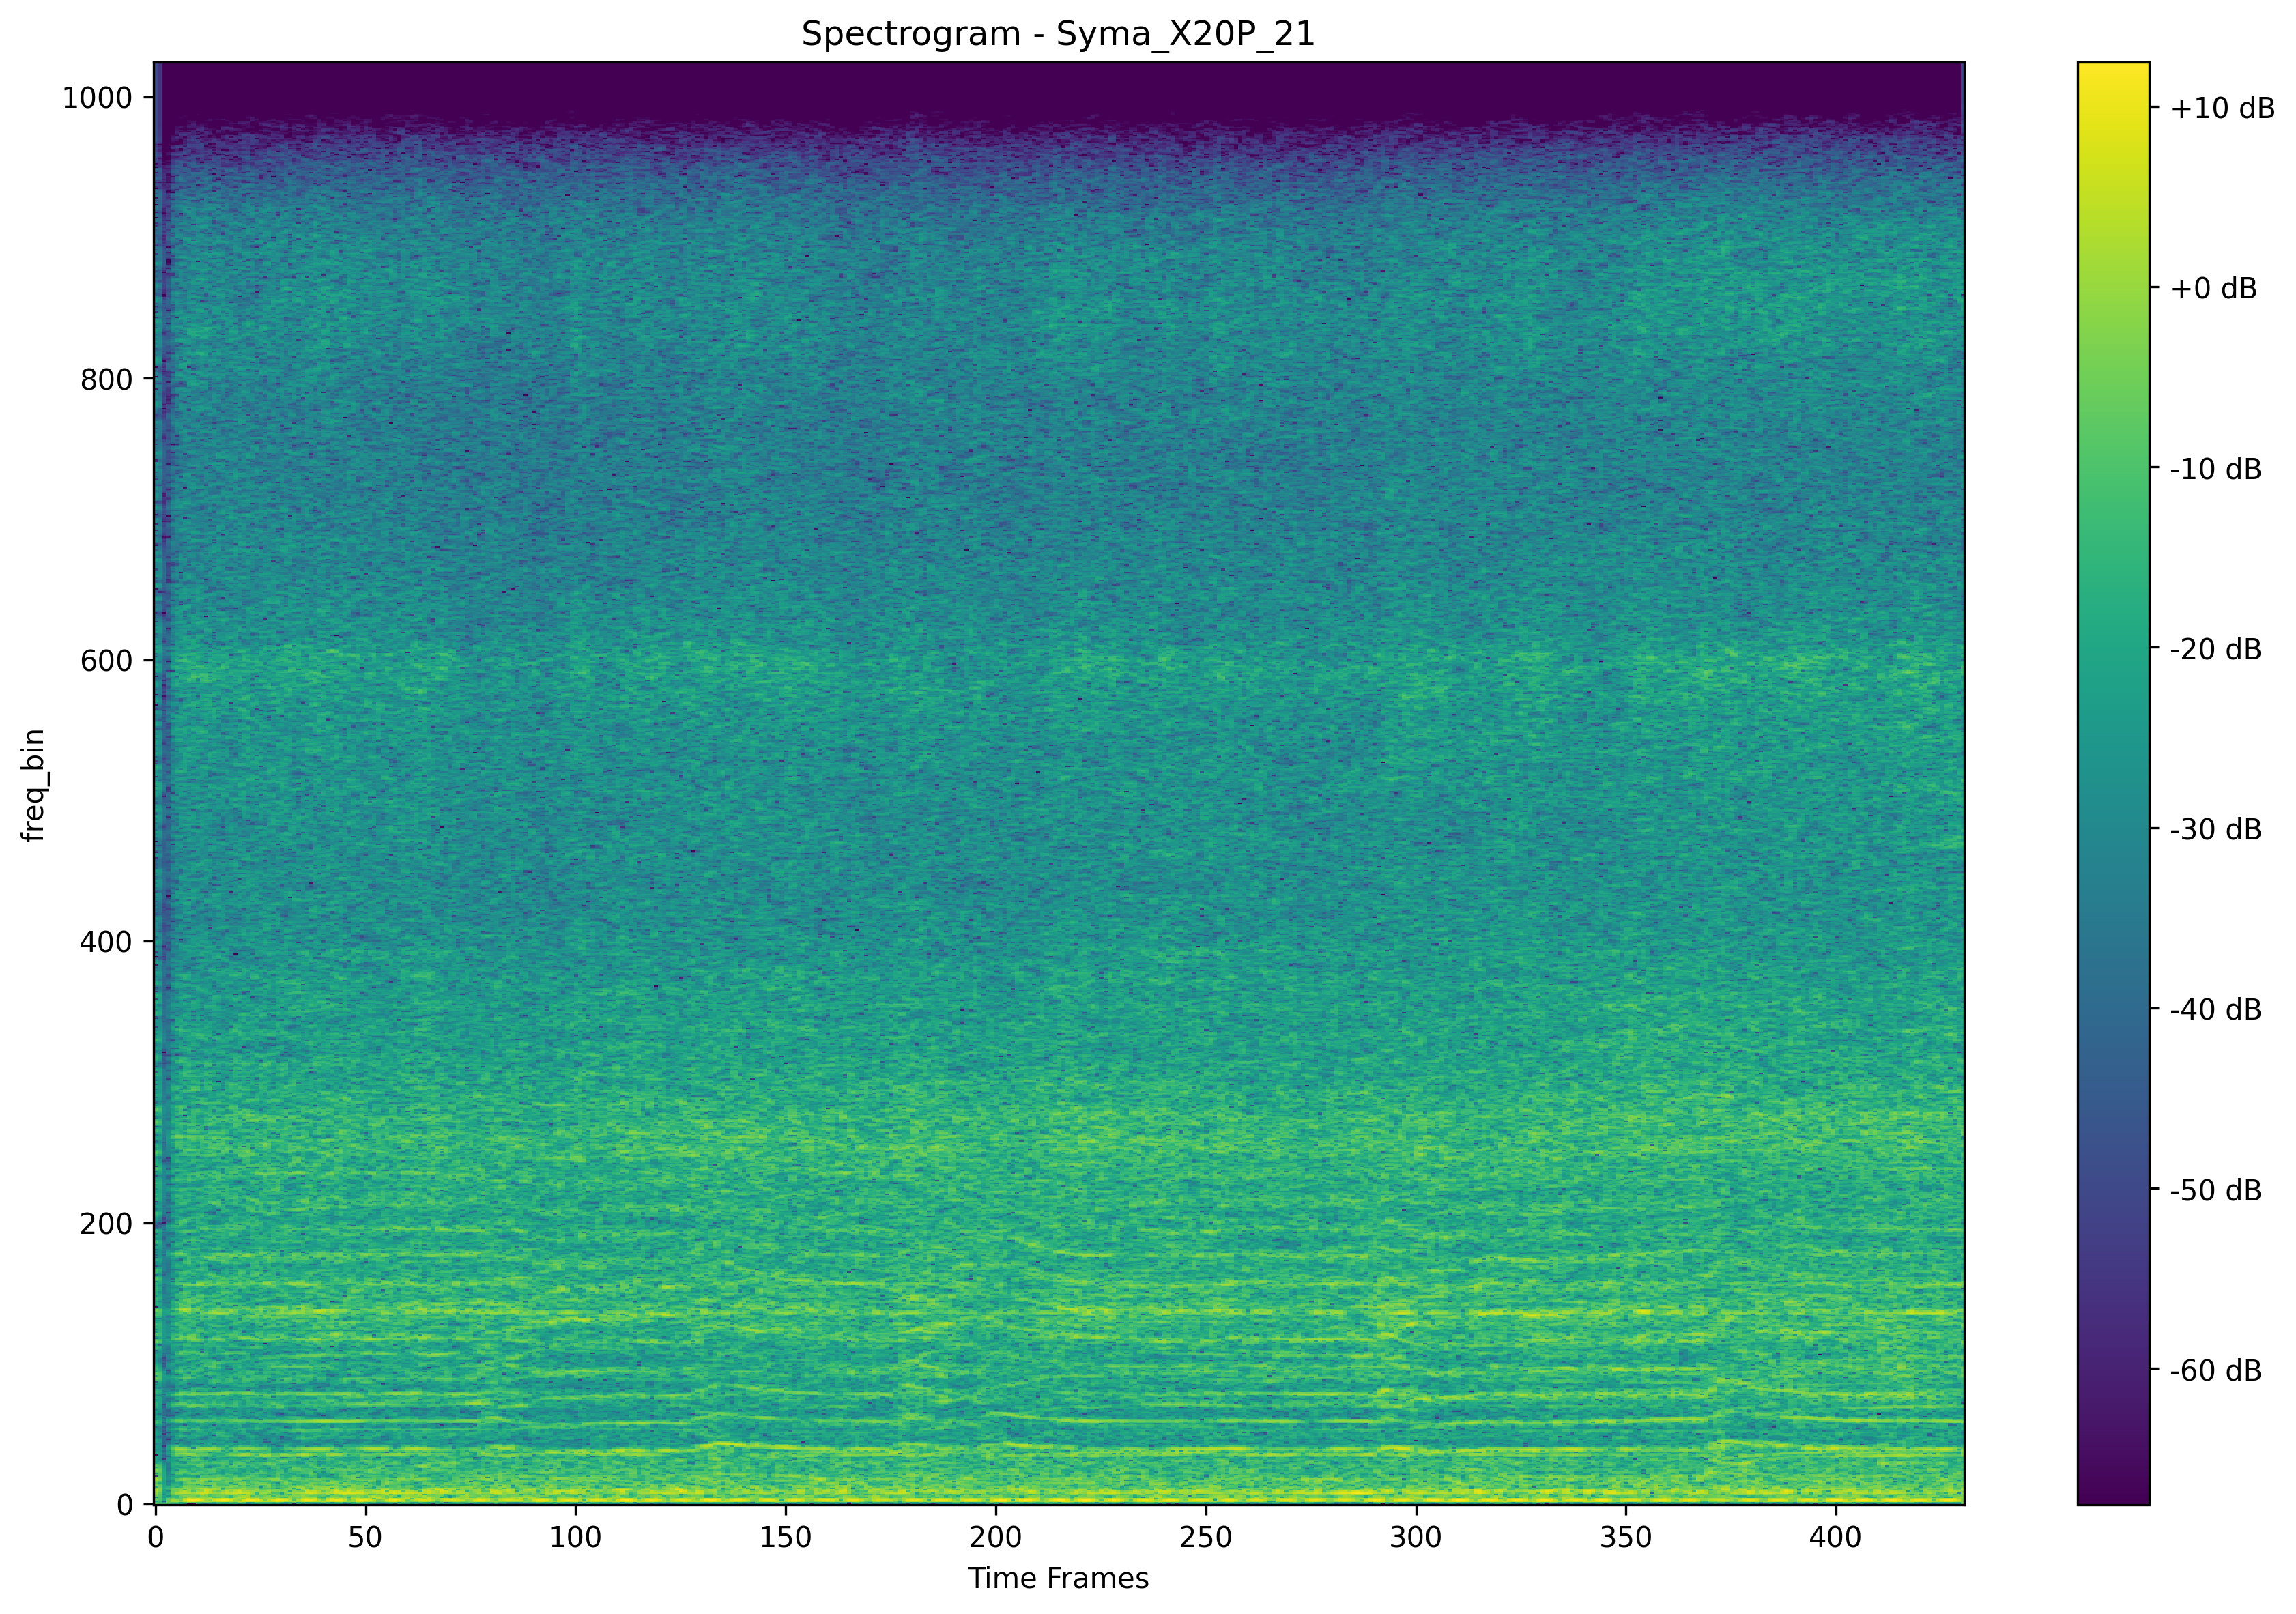 Spectrogram - Syma_X20P_21
1000
800
600
400
200
0
freq_bin
0 50 100 150 200 250 300 350 400
Time Frames
+10 dB
+0 dB
-10 dB
-20 dB
-30 dB
-40 dB
-50 dB
-60 dB